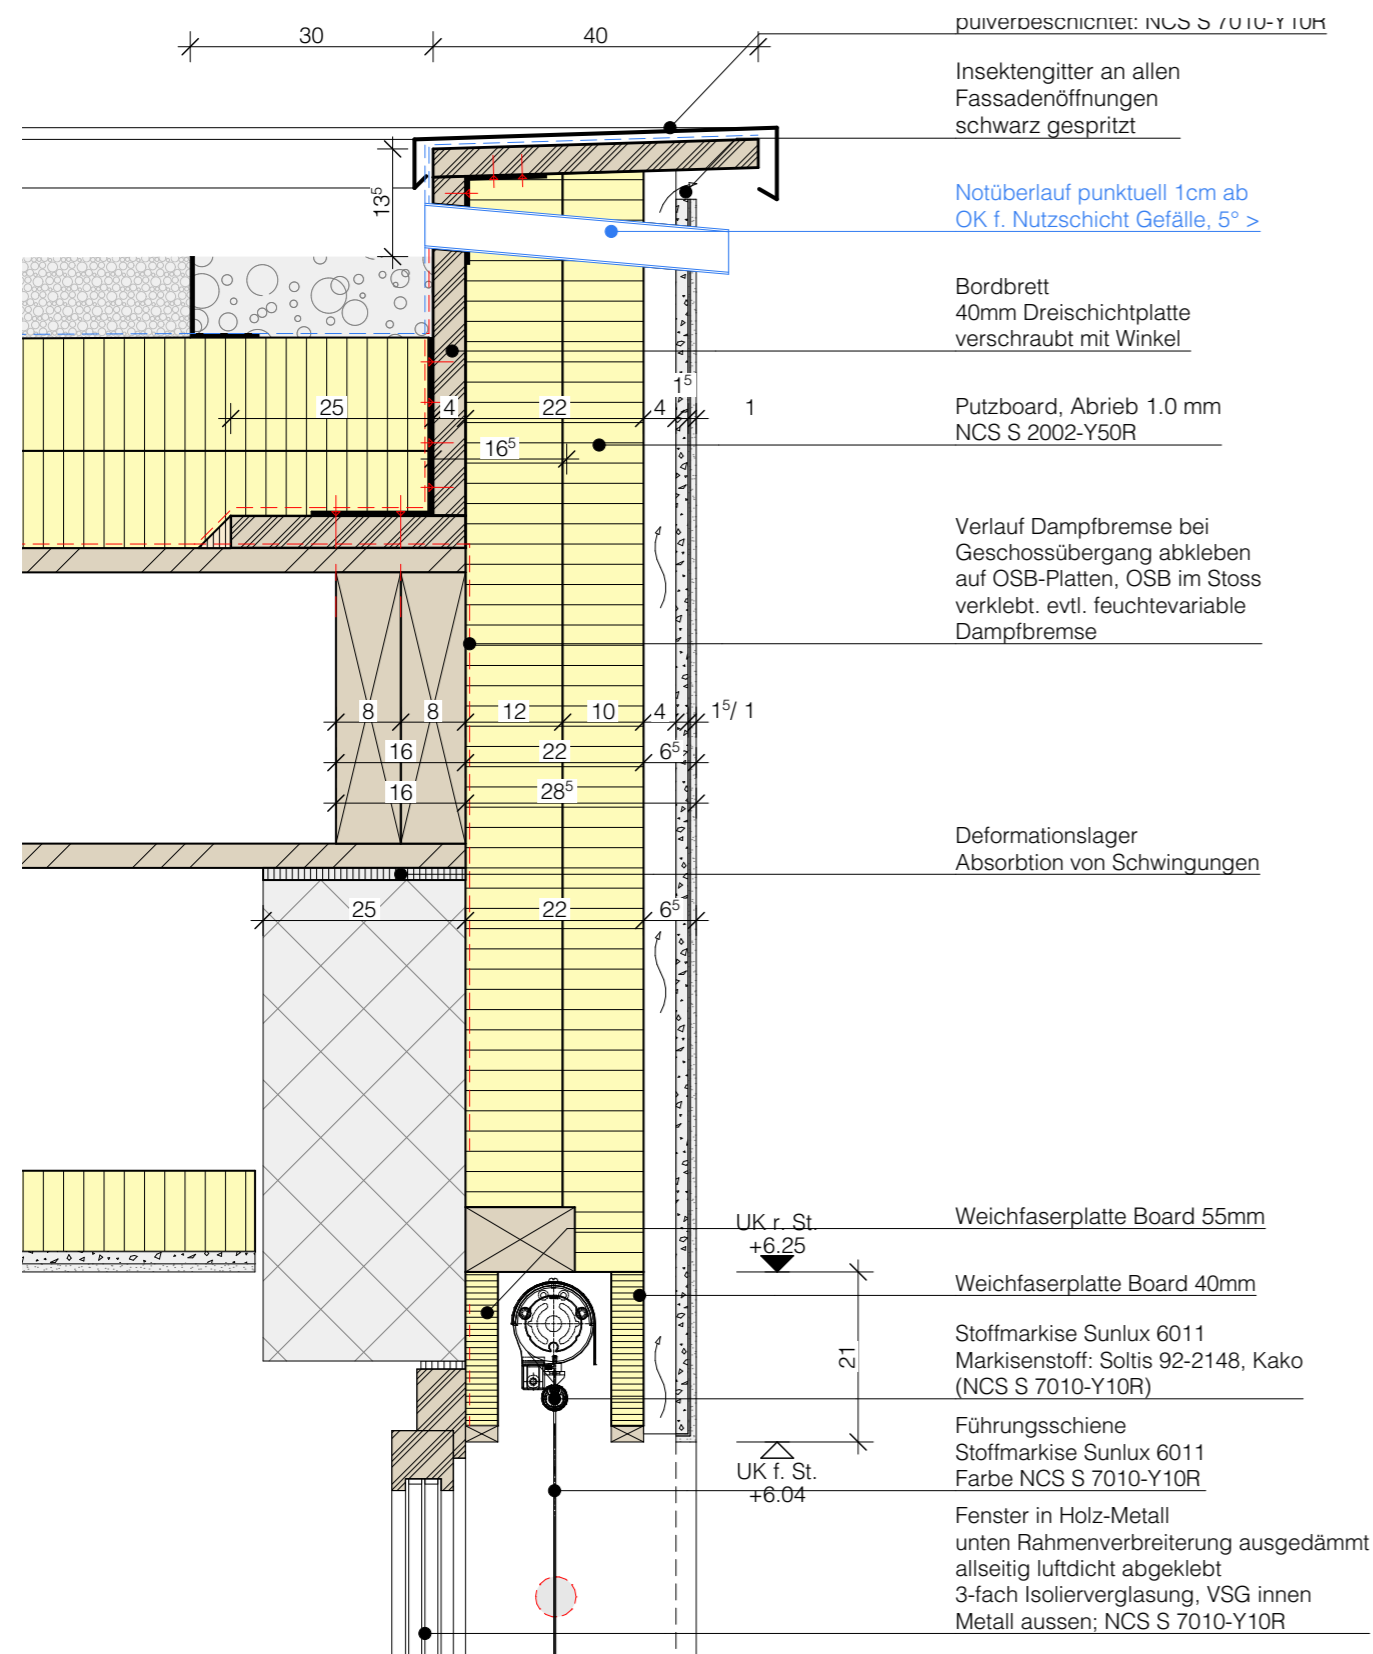 pulverbeschichtet: NCS S 7010-Y10R
30
40
Insektengitter an allen
Fassadenöffnungen
schwarz gespritzt
13⁵
Notüberlauf punktuell 1cm ab
OK f. Nutzschicht Gefälle, 5° >
Bordbrett
40mm Dreischichtplatte
verschraubt mit Winkel
1⁵
25
4
22
4
1
Putzboard, Abrieb 1.0 mm
NCS S 2002-Y50R
16⁵
Verlauf Dampfbremse bei
Geschossübergang abkleben
auf OSB-Platten, OSB im Stoss
verklebt. evtl. feuchtevariable
Dampfbremse
8
8
12
10
4
1⁵/ 1
16
22
6⁵
16
28⁵
Deformationslager
Absorbtion von Schwingungen
25
22
6⁵
UK r. St.
+6.25
Weichfaserplatte Board 55mm
Weichfaserplatte Board 40mm
21
Stoffmarkise Sunlux 6011
Markisenstoff: Soltis 92-2148, Kako
(NCS S 7010-Y10R)
UK f. St.
+6.04
Führungsschiene
Stoffmarkise Sunlux 6011
Farbe NCS S 7010-Y10R
Fenster in Holz-Metall
unten Rahmenverbreiterung ausgedämmt
allseitig luftdicht abgeklebt
3-fach Isolierverglasung, VSG innen
Metall aussen; NCS S 7010-Y10R